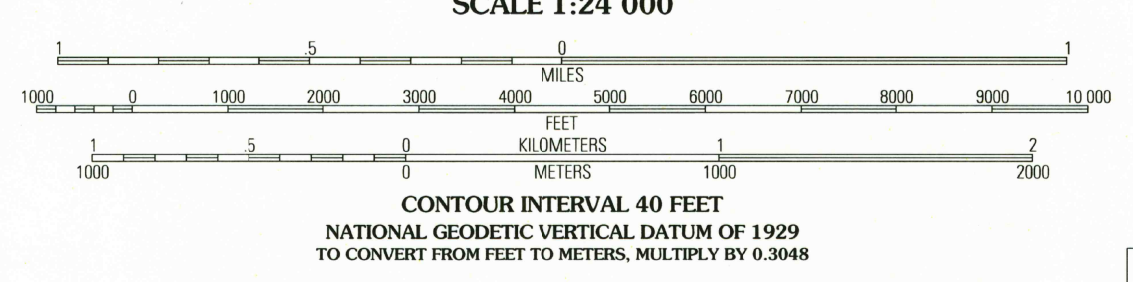 SCALE 1:24 000
1 .5 0 1
MILES
1000 0 1000 2000 3000 4000 5000 6000 7000 8000 9000 10 000
FEET
1 .5 0 KILOMETERS 1 2
1000 0 METERS 1000 2000
CONTOUR INTERVAL 40 FEET
NATIONAL GEODETIC VERTICAL DATUM OF 1929
TO CONVERT FROM FEET TO METERS, MULTIPLY BY 0.3048